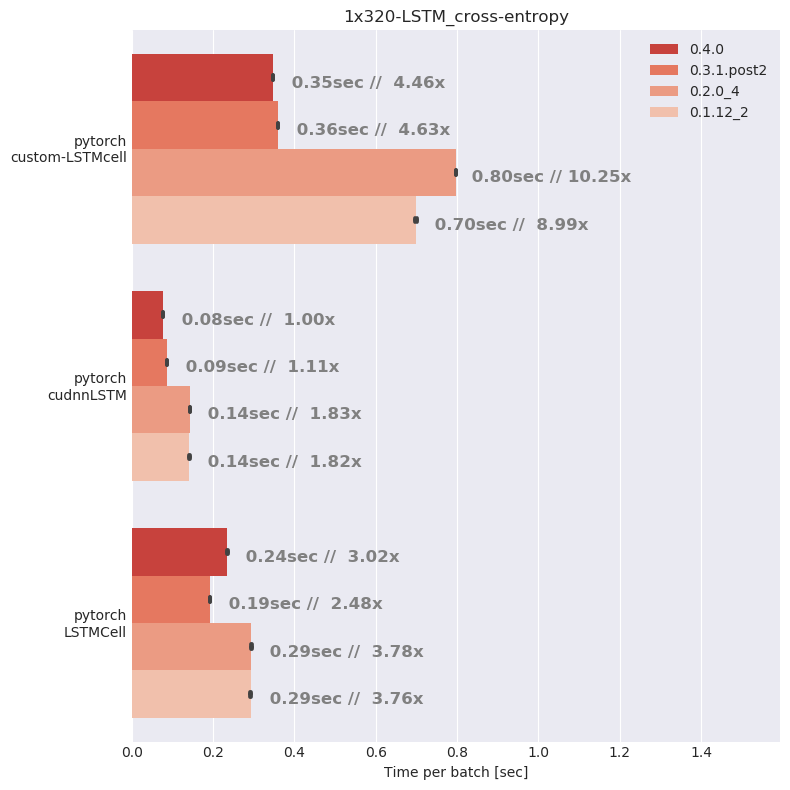 1x320-LSTM_cross-entropy
0.4.0
0.3.1.post2
0.2.0_4
0.1.12_2
pytorch
custom-LSTMcell
0.35sec //  4.46x
0.36sec //  4.63x
0.80sec // 10.25x
0.70sec //  8.99x
pytorch
cudnnLSTM
0.08sec //  1.00x
0.09sec //  1.11x
0.14sec //  1.83x
0.14sec //  1.82x
pytorch
LSTMCell
0.24sec //  3.02x
0.19sec //  2.48x
0.29sec //  3.78x
0.29sec //  3.76x
0.0 0.2 0.4 0.6 0.8 1.0 1.2 1.4
Time per batch [sec]